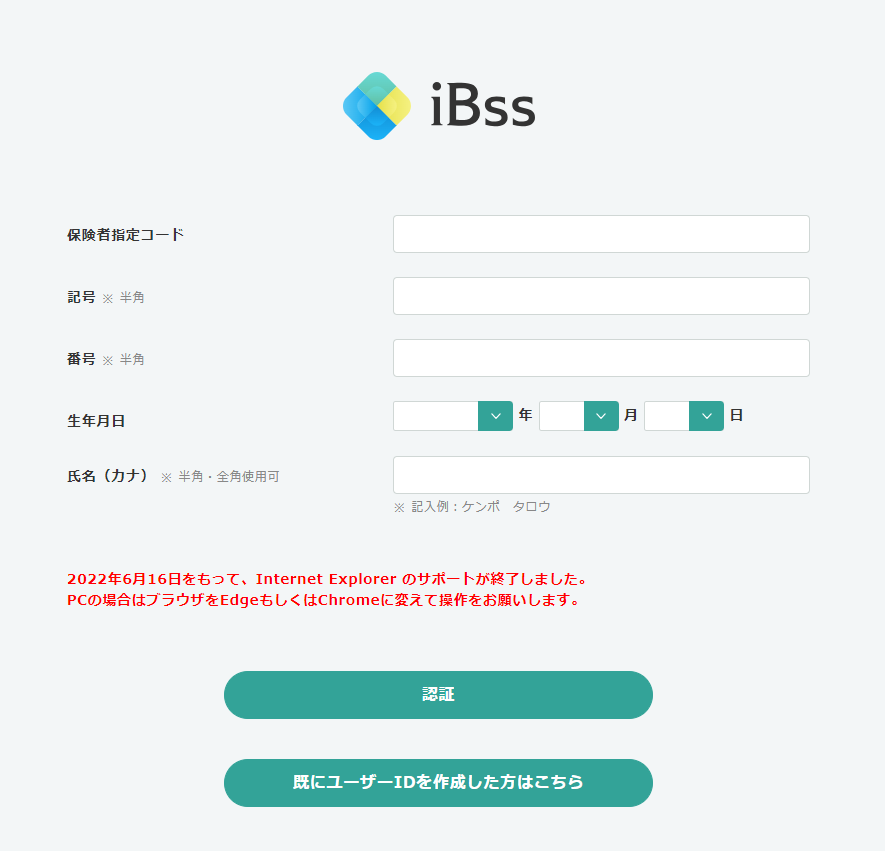 iBss
保険者指定コード
記号 ※ 半角
番号 ※ 半角
生年月日 年 月 日
氏名（カナ） ※ 半角・全角使用可
※ 記入例：ケンポ　タロウ
2022年6月16日をもって、Internet Explorer のサポートが終了しました。
PCの場合はブラウザをEdgeもしくはChromeに変えて操作をお願いします。
認証
既にユーザーIDを作成した方はこちら